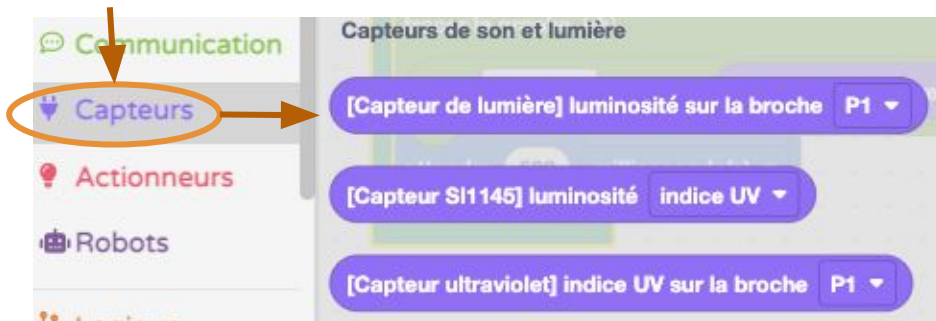 Communication
Capteurs
Actionneurs
Robots
Capteurs de son et lumière
[Capteur de lumière] luminosité sur la broche P1
[Capteur SI1145] luminosité indice UV
[Capteur ultraviolet] indice UV sur la broche P1